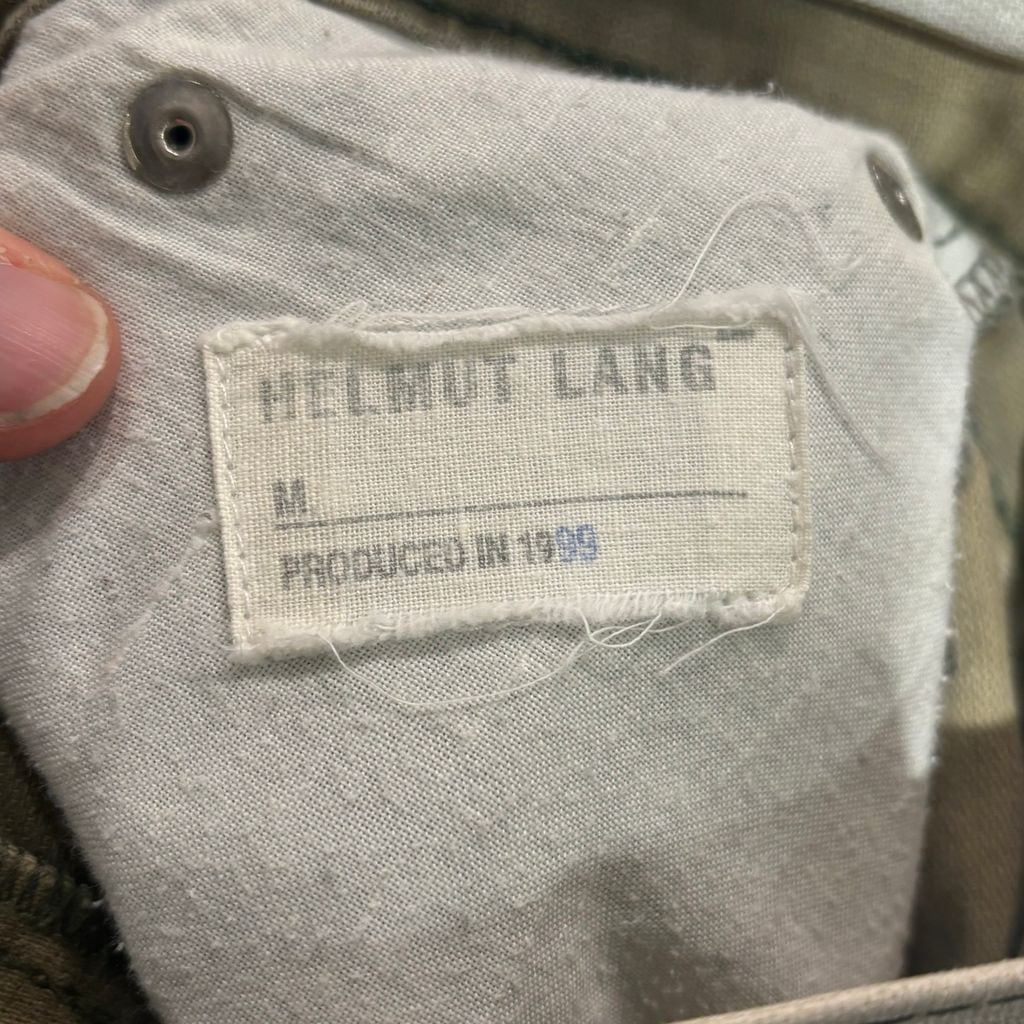 HELMUT LANG
M
PRODUCED IN 1999